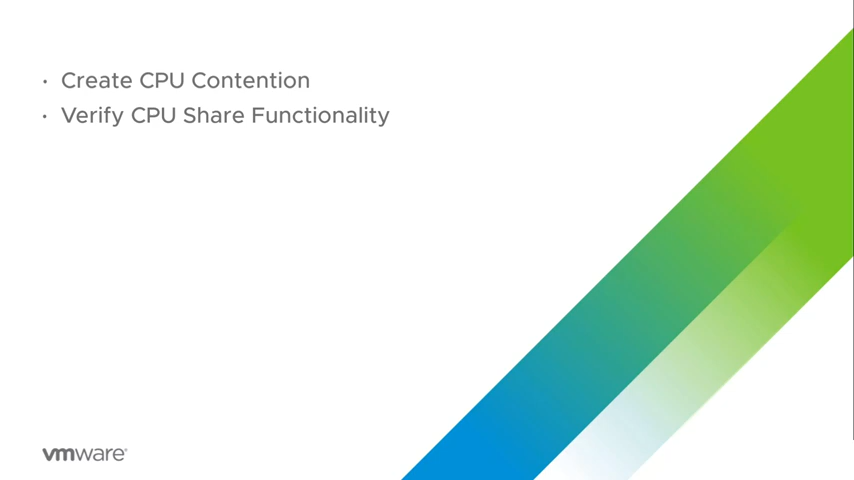 · Create CPU Contention
· Verify CPU Share Functionality
vmware®